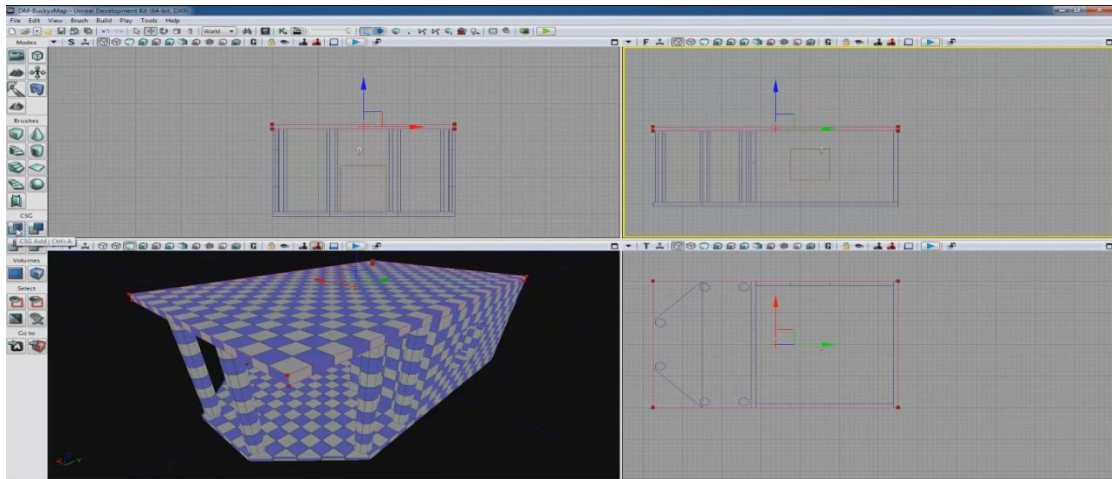 DM-BuckysMap - Unreal Development Kit (64-bit, DX9)
File Edit View Brush Build Play Tools Help
World
Modes
S
F
G
G
Brushes
CSG
CSG Add | Ctrl+A
T
G
G
Volumes
Select
Go to